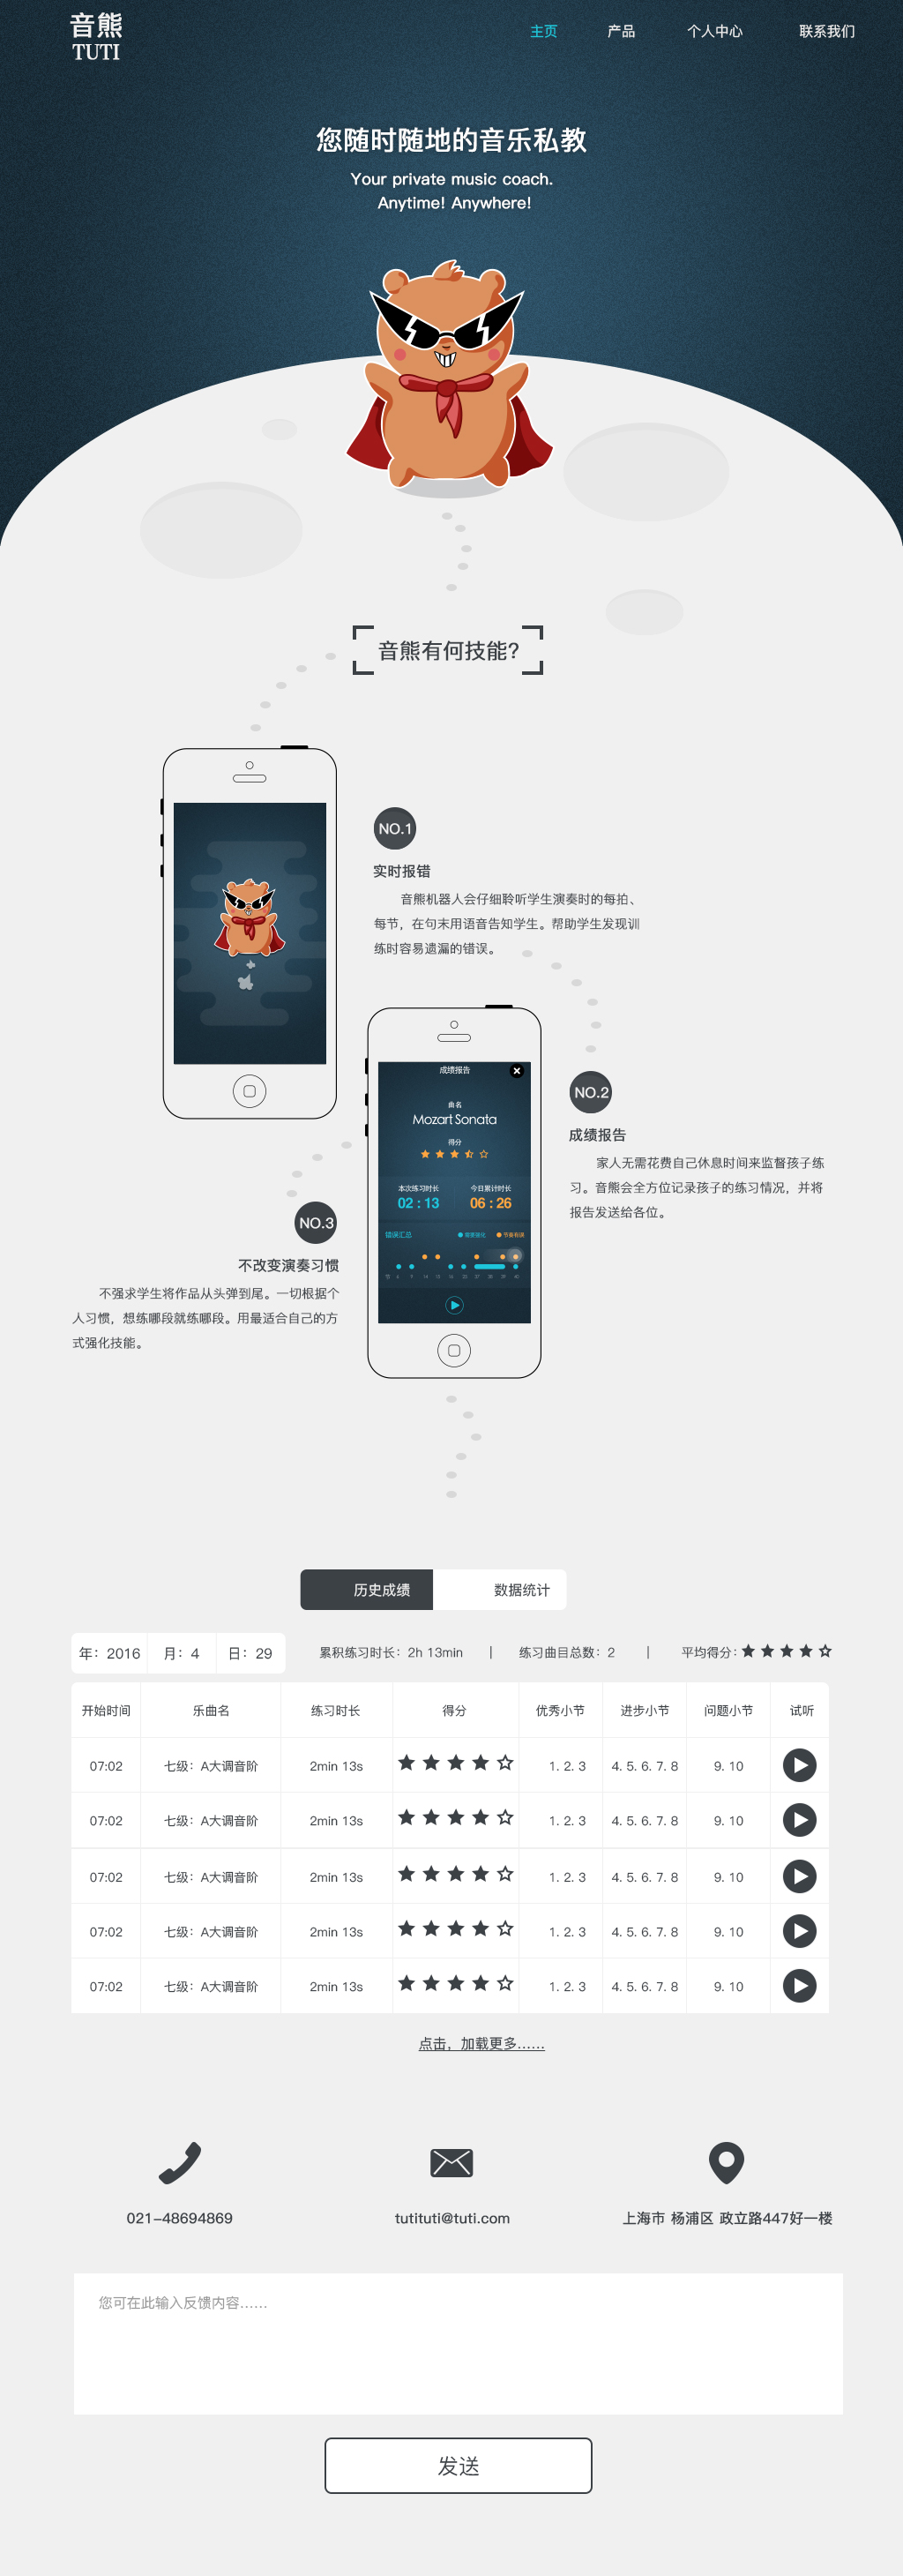 音熊
TUTI
主页 产品 个人中心 联系我们
您随时随地的音乐私教
Your private music coach.
Anytime! Anywhere!
音熊有何技能?
NO.1
实时报错
音熊机器人会仔细聆听学生演奏时的每拍、
每节，在句末用语音告知学生。帮助学生发现训
练时容易遗漏的错误。
成绩报告
曲名
Mozart Sonata
得分
本次练习时长 今日累计时长
02 : 13 06 : 26
错误汇总
NO.2
成绩报告
家人无需花费自己休息时间来监督孩子练
习。音熊会全方位记录孩子的练习情况，并将
报告发送给各位。
NO.3
不改变演奏习惯
不强求学生将作品从头弹到尾。一切根据个
人习惯，想练哪段就练哪段。用最适合自己的方
式强化技能。
历史成绩 数据统计
年：2016 月：4 日：29 累积练习时长：2h 13min | 练习曲目总数：2 | 平均得分：★ ★ ★ ★ ☆
开始时间 乐曲名 练习时长 得分 优秀小节 进步小节 问题小节 试听
07:02 七级：A大调音阶 2min 13s ★ ★ ★ ★ ☆ 1. 2. 3 4. 5. 6. 7. 8 9. 10
07:02 七级：A大调音阶 2min 13s ★ ★ ★ ★ ☆ 1. 2. 3 4. 5. 6. 7. 8 9. 10
07:02 七级：A大调音阶 2min 13s ★ ★ ★ ★ ☆ 1. 2. 3 4. 5. 6. 7. 8 9. 10
07:02 七级：A大调音阶 2min 13s ★ ★ ★ ★ ☆ 1. 2. 3 4. 5. 6. 7. 8 9. 10
07:02 七级：A大调音阶 2min 13s ★ ★ ★ ★ ☆ 1. 2. 3 4. 5. 6. 7. 8 9. 10
点击，加载更多......
021-48694869 tutituti@tuti.com 上海市 杨浦区 政立路447好一楼
您可在此输入反馈内容......
发送